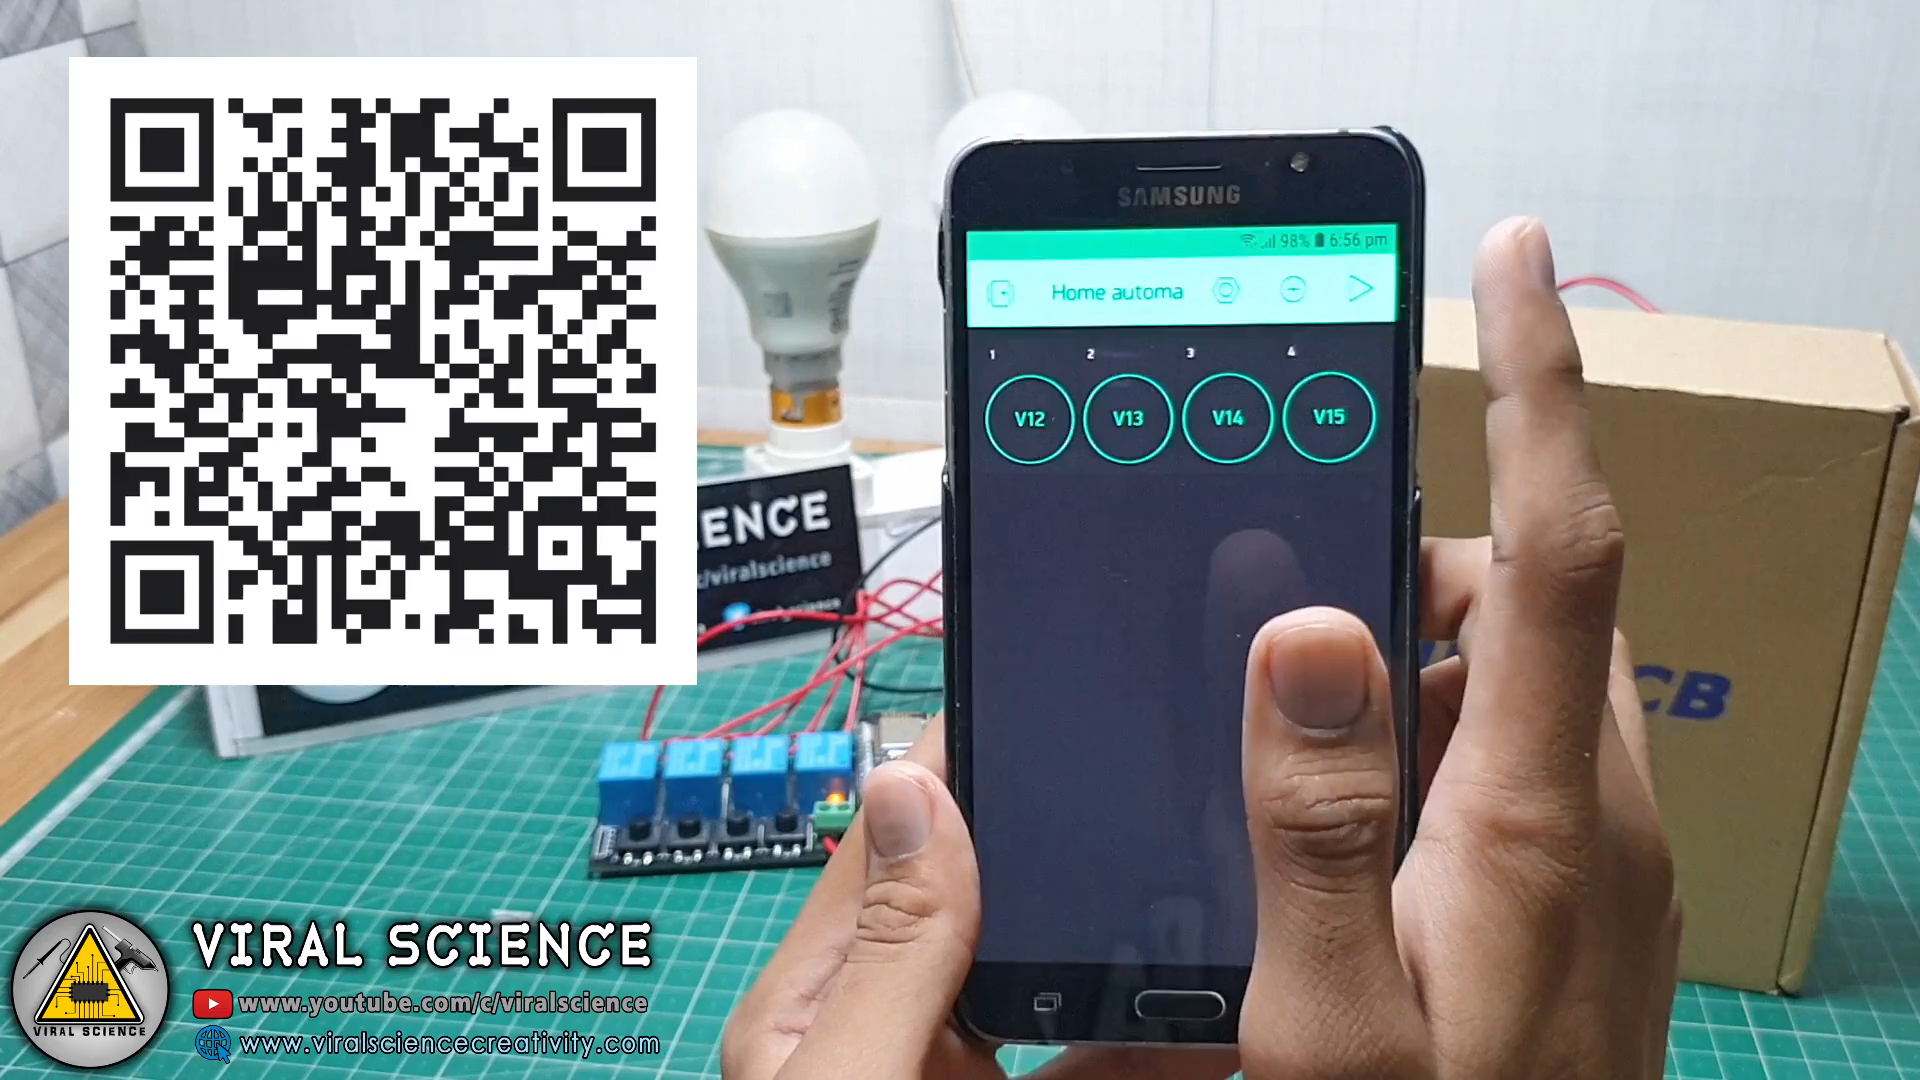 SAMSUNG
98% 6:56 pm
Home automa
1 2 3 4
V12 V13 V14 V15
ENCE
c/viralscience
CB
VIRAL SCIENCE
VIRAL SCIENCE
www.youtube.com/c/viralscience
www.viralsciencecreativity.com